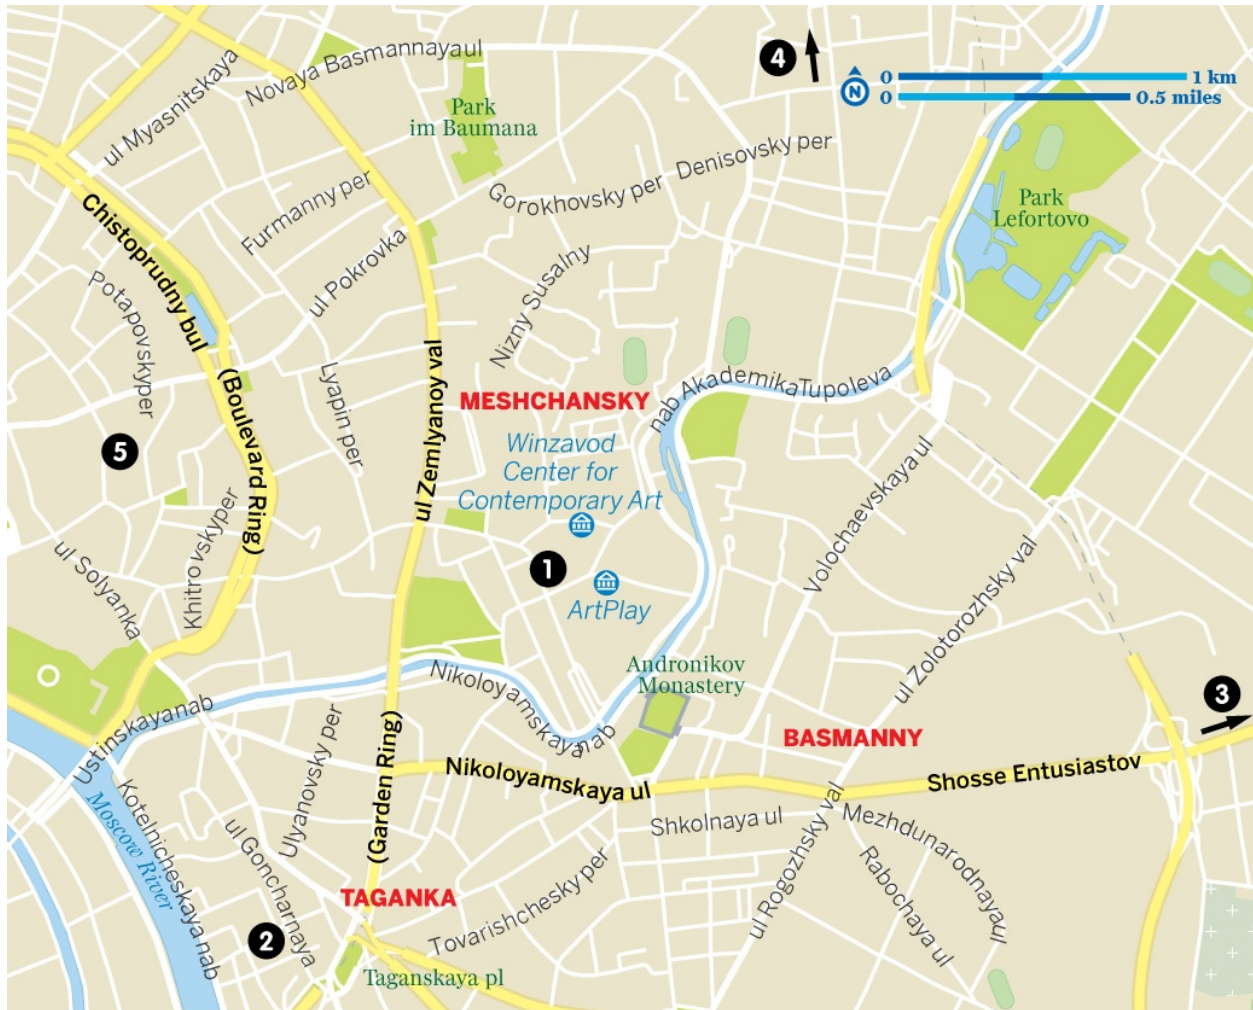 4
0
1 km
N
0
0.5 miles
ul Myasnitskaya
Novaya Basmannayaul
Park
im Baumana
Denisovsky per
Gorokhovsky per
Furmanny per
Park
Lefortovo
Chistoprudny bul
(Boulevard Ring)
ul Pokrovka
Potapovskyper
Nizny Susalny
Lyapin per
ul Zemlyanoy val
(Garden Ring)
nab AkademikaTupoleva
MESHCHANSKY
Winzavod
Center for
Contemporary Art
5
Volochaevskaya ul
Khitrovskyper
ul Solyanka
1
ArtPlay
ul Zolotorozhsky val
Andronikov
Monastery
Nikoloyamskaya nab
3
Ustinskayanab
BASMANNY
Ulyanovsky per
Nikoloyamskaya ul
Shosse Entusiastov
Moscow River
Kotelnicheskaya nab
ul Goncharnaya
Shkolnaya ul
Mezhdunarodnayaul
ul Rogozhsky val
Rabochaya ul
TAGANKA
Tovarishchesky per
2
Taganskaya pl